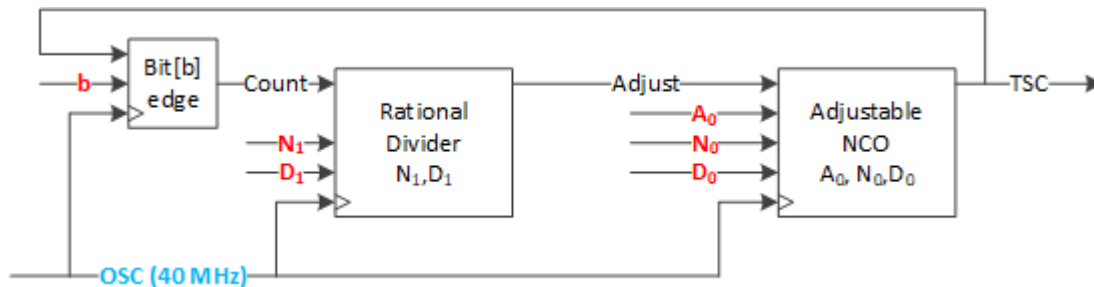 b
Bit[b]
edge
Count
N₁
D₁
Rational
Divider
N₁,D₁
Adjust
A₀
N₀
D₀
Adjustable
NCO
A₀, N₀,D₀
TSC
OSC (40 MHz)